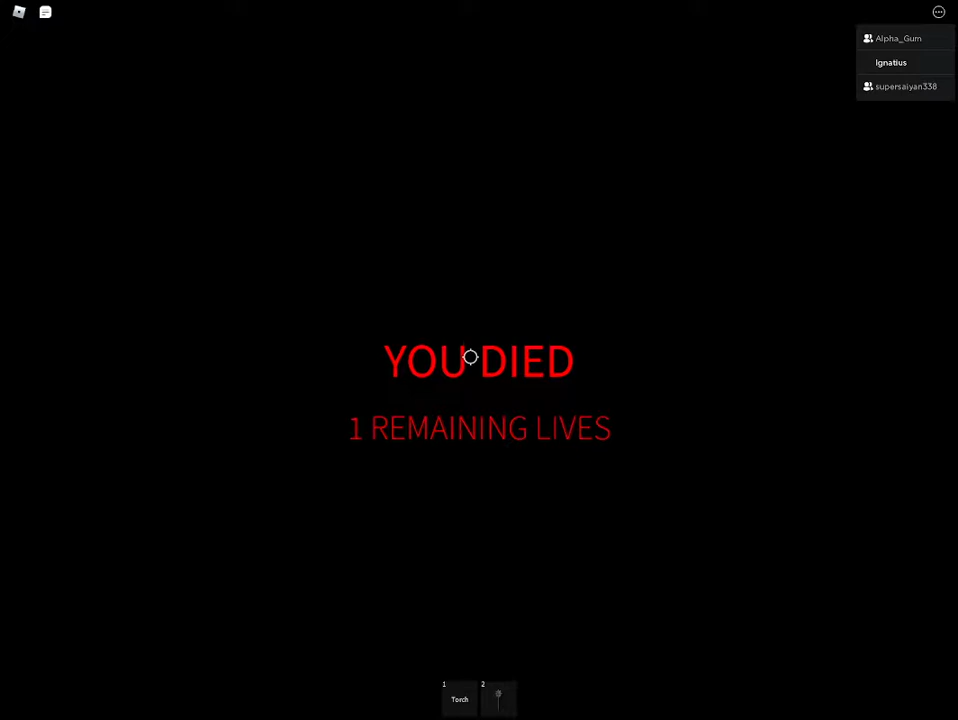 Alpha_Gum
Ignatius
supersaiyan338
YOU DIED
1 REMAINING LIVES
1
Torch
2